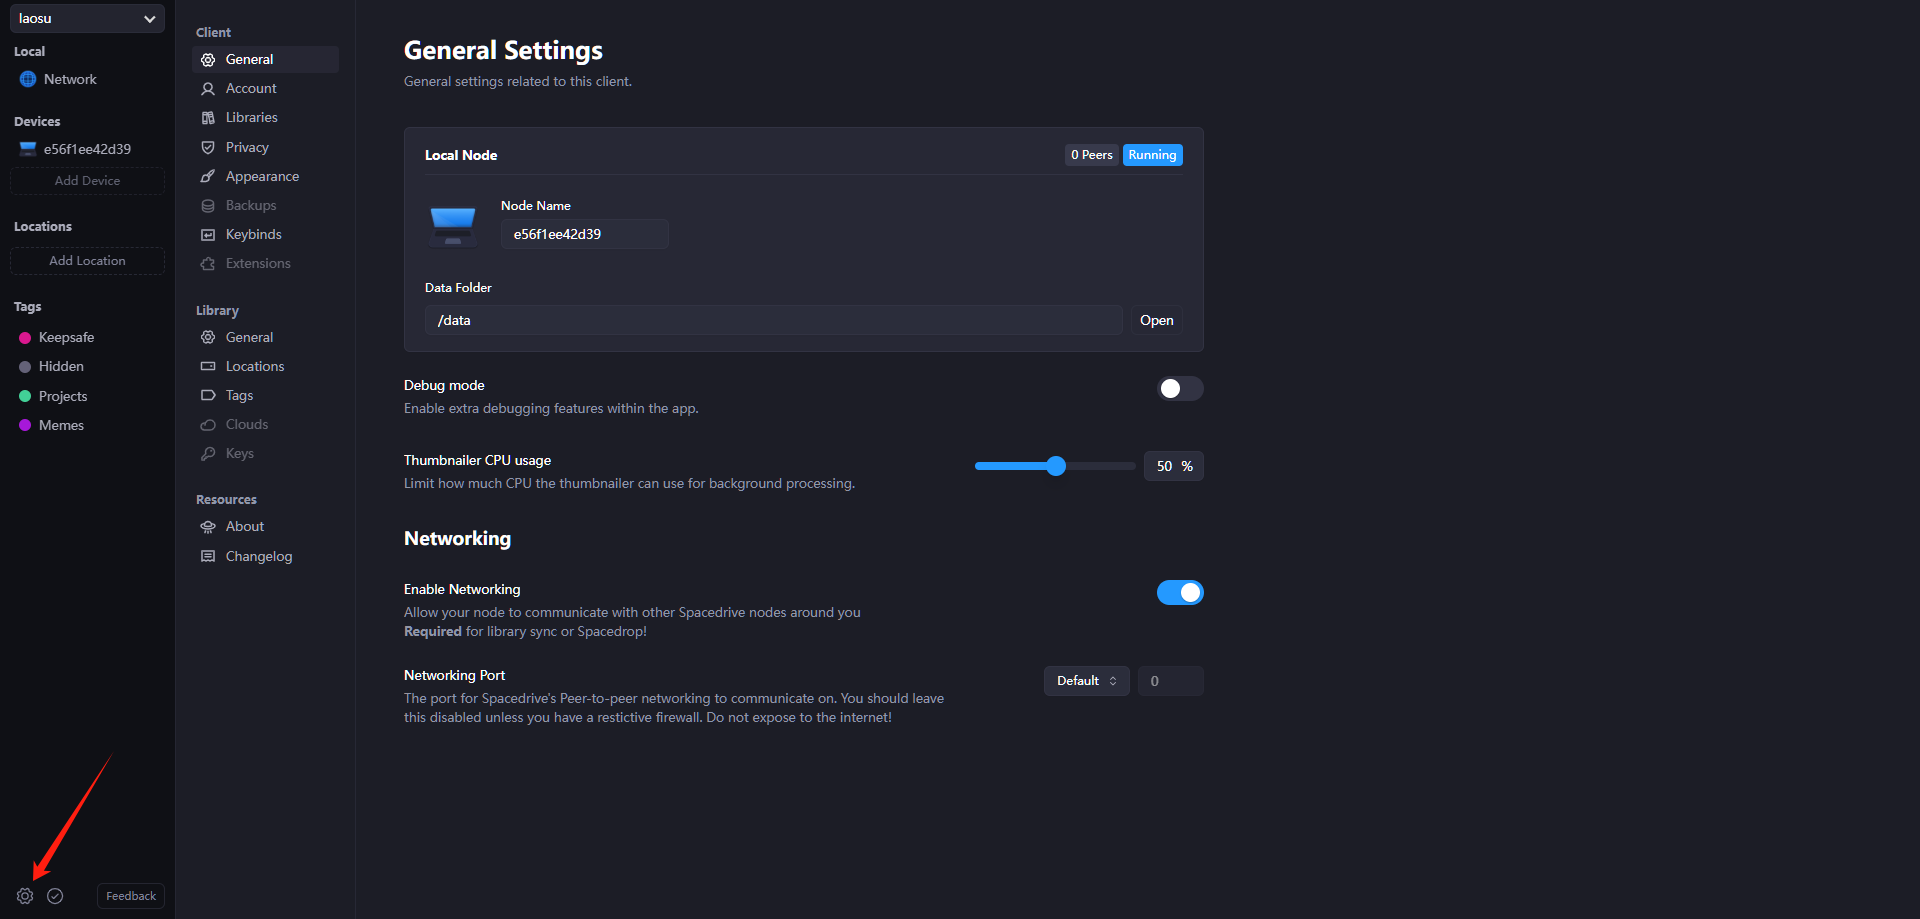 laosu
Local
Network
Devices
e56f1ee42d39
Add Device
Locations
Add Location
Tags
Keepsafe
Hidden
Projects
Memes
Feedback
Client
General
Account
Libraries
Privacy
Appearance
Backups
Keybinds
Extensions
Library
General
Locations
Tags
Clouds
Keys
Resources
About
Changelog
General Settings
General settings related to this client.
Local Node
0 Peers
Running
Node Name
e56f1ee42d39
Data Folder
/data
Open
Debug mode
Enable extra debugging features within the app.
Thumbnailer CPU usage
Limit how much CPU the thumbnailer can use for background processing.
50 %
Networking
Enable Networking
Allow your node to communicate with other Spacedrive nodes around you
Required for library sync or Spacedrop!
Networking Port
The port for Spacedrive's Peer-to-peer networking to communicate on. You should leave
this disabled unless you have a restictive firewall. Do not expose to the internet!
Default
0